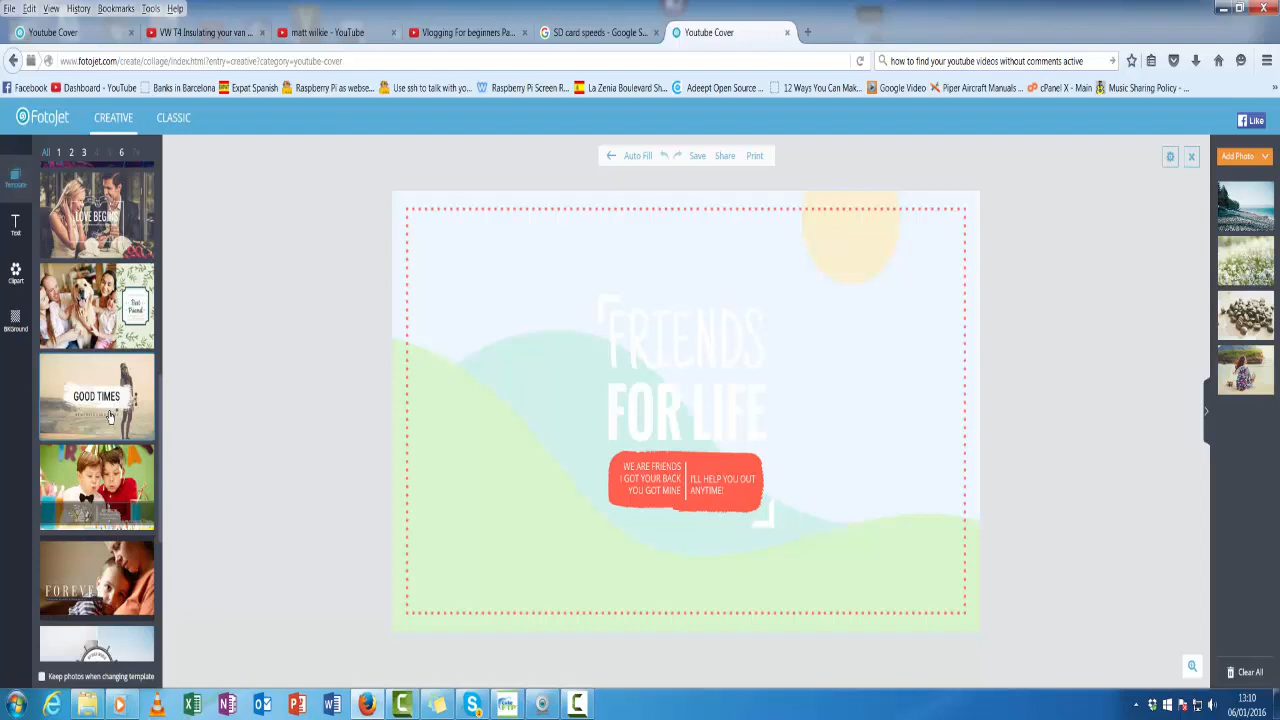 File Edit View History Bookmarks Tools Help
Youtube Cover
VW T4 Insulating your van ...
matt wilkie - YouTube
Vlogging For beginners Pa...
SD card speeds - Google S...
Youtube Cover
www.fotojet.com/create/collage/index.html?entry=creative?category=youtube-cover
how to find your youtube videos without comments active
Facebook Dashboard - YouTube Banks in Barcelona Expat Spanish Raspberry Pi as webse... Use ssh to talk with yo... Raspberry Pi Screen R... La Zenia Boulevard Sh... Adeept Open Source ... 12 Ways You Can Mak... Google Video Piper Aircraft Manuals ... cPanel X - Main Music Sharing Policy -...
FotoJet CREATIVE CLASSIC
Like
All 1 2 3 4 5 6 7+
Auto Fill Save Share Print
Add Photo
Template
Text
Clipart
BKGround
LOVE BEGINS
Best
Friend
GOOD TIMES
FOREVER
FRIENDS
FOR LIFE
WE ARE FRIENDS
I GOT YOUR BACK
YOU GOT MINE
I'LL HELP YOU OUT
ANYTIME!
Keep photos when changing template
Clear All
13:10
06/01/2016